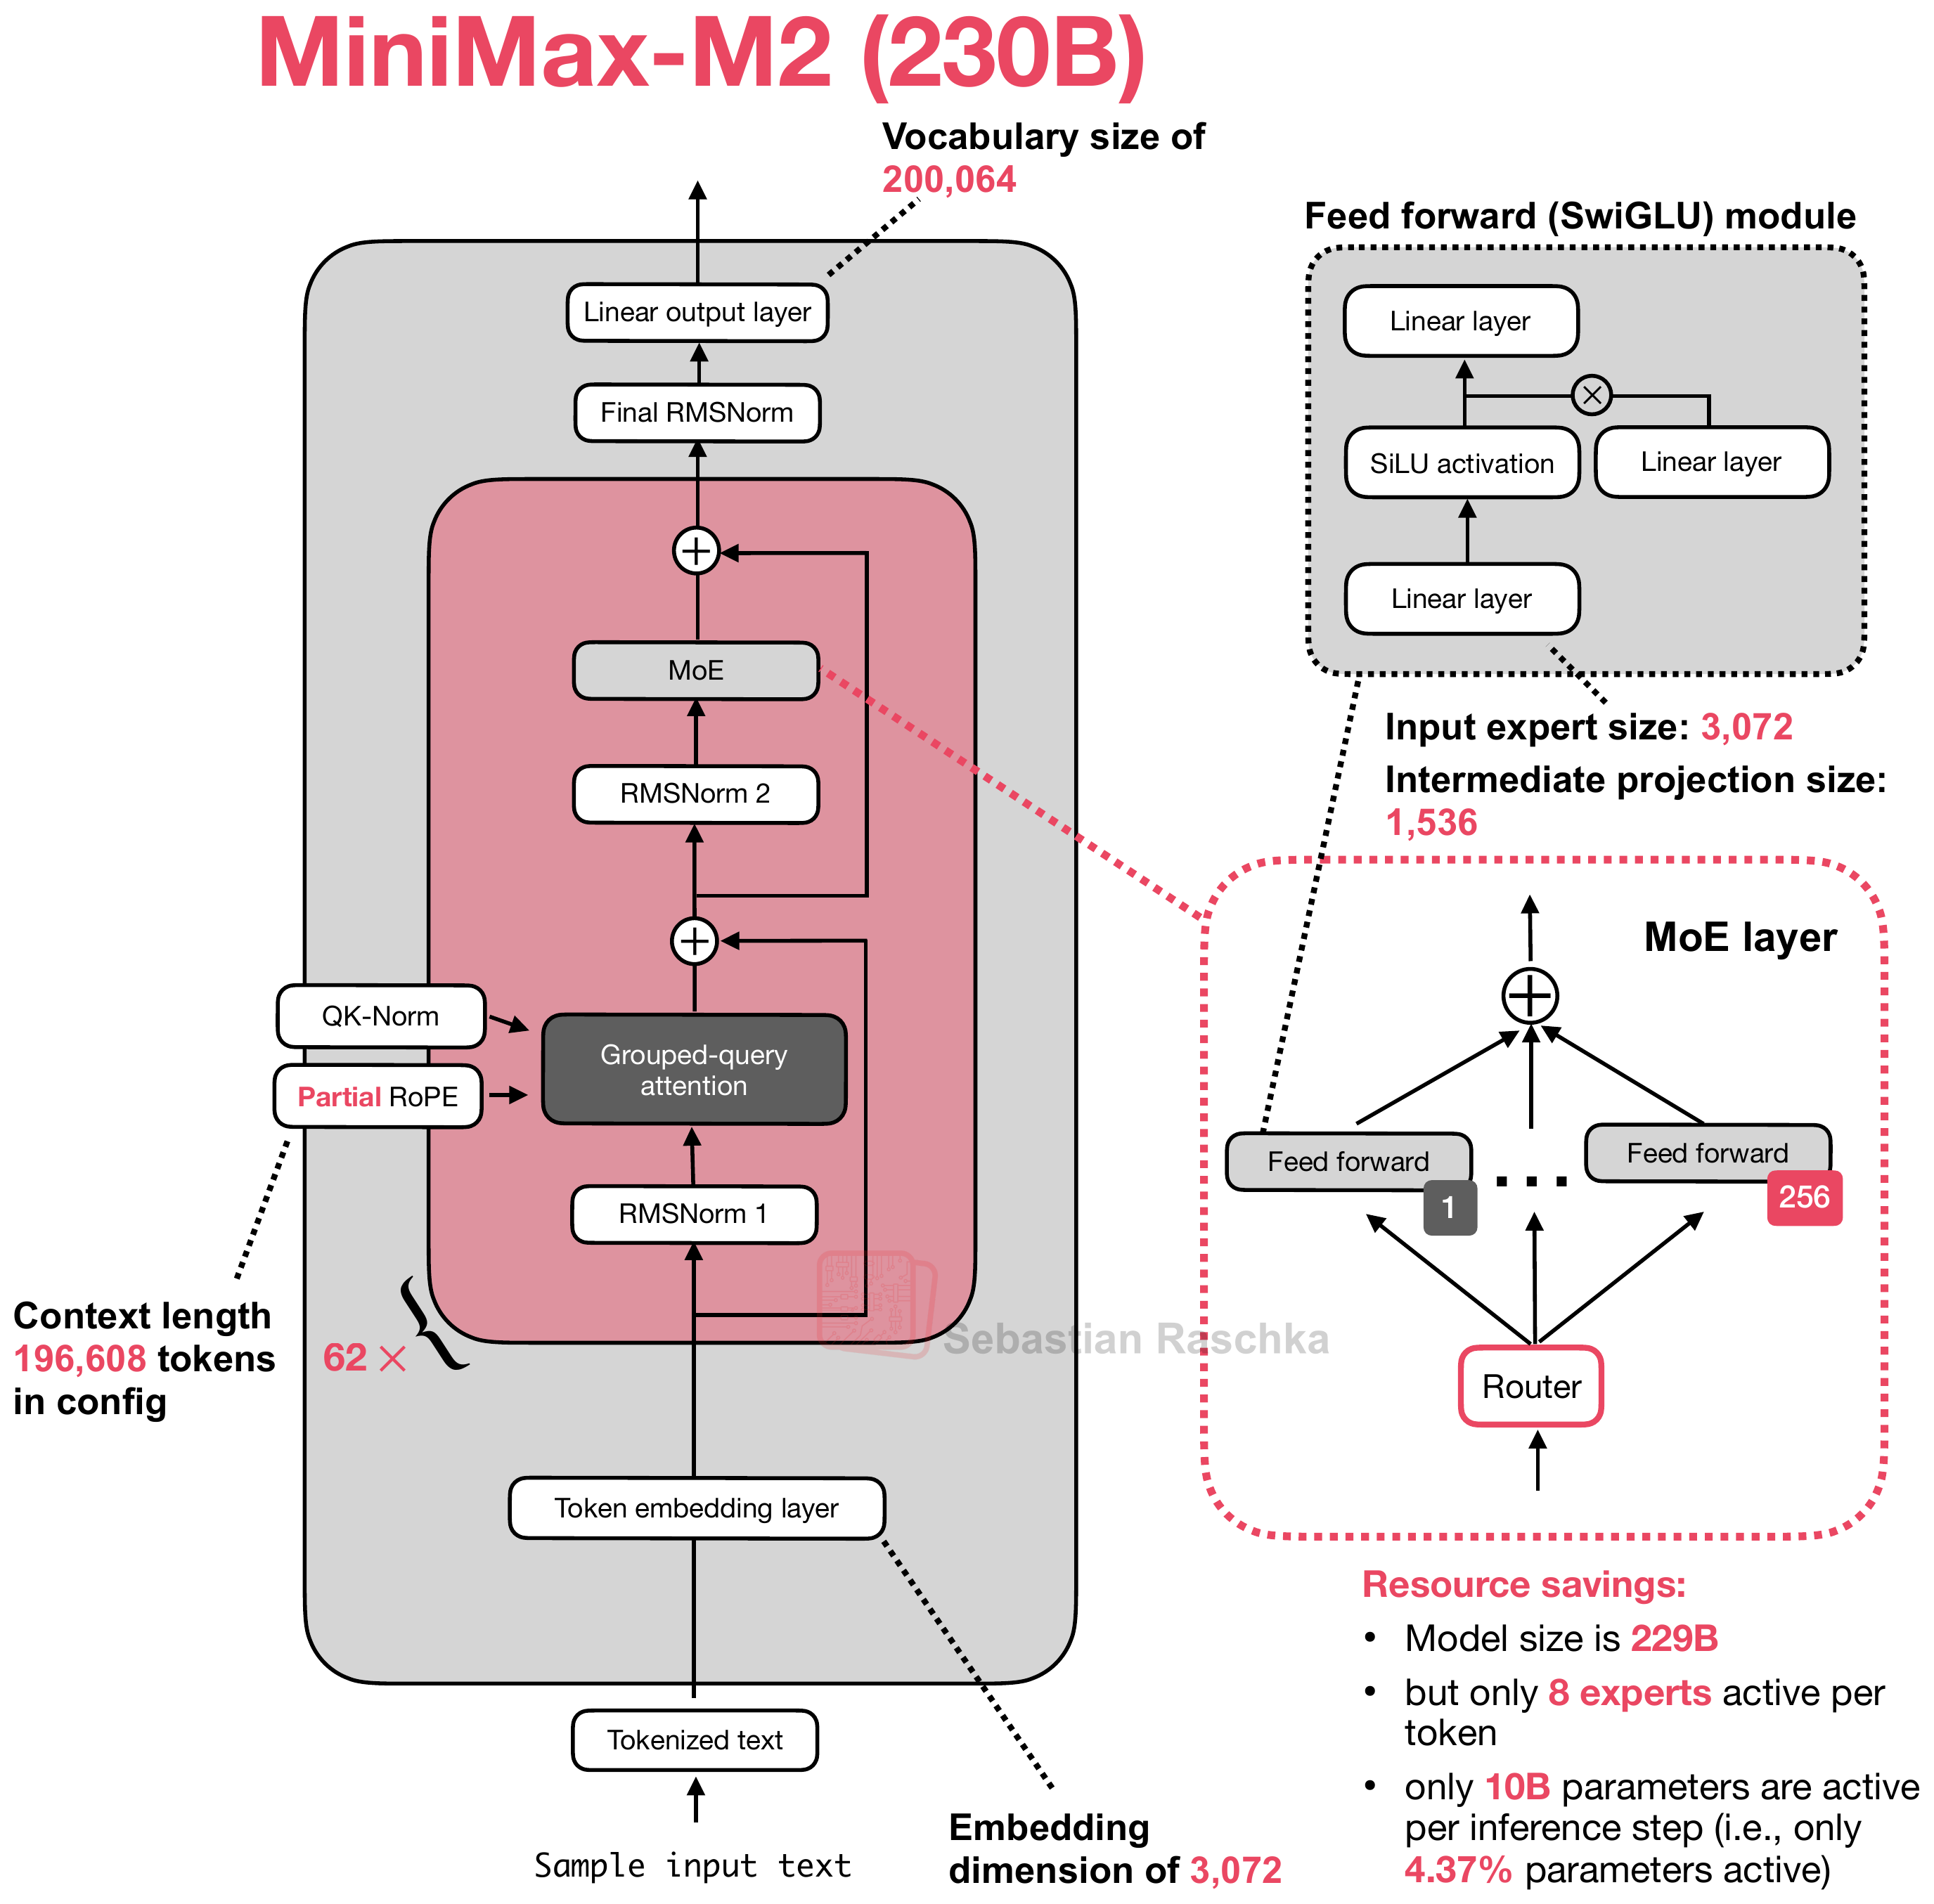 MiniMax-M2 (230B)
Vocabulary size of
200,064
Linear output layer
Final RMSNorm
MoE
RMSNorm 2
QK-Norm
Partial RoPE
Grouped-query
attention
RMSNorm 1
Context length
196,608 tokens
in config
62 ×
Token embedding layer
Tokenized text
Sample input text
Embedding
dimension of 3,072
Sebastian Raschka
Feed forward (SwiGLU) module
Linear layer
×
SiLU activation
Linear layer
Linear layer
Input expert size: 3,072
Intermediate projection size:
1,536
MoE layer
Feed forward
1
. . .
Feed forward
256
Router
Resource savings:
• Model size is 229B
• but only 8 experts active per
token
• only 10B parameters are active
per inference step (i.e., only
4.37% parameters active)